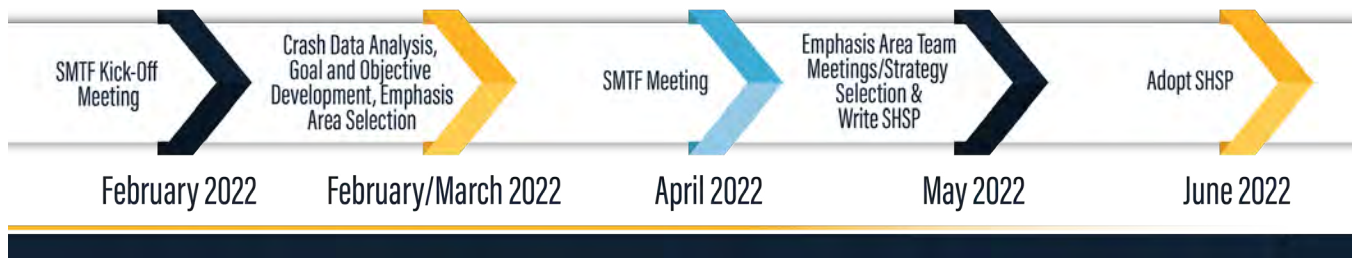 SMTF Kick-Off
Meeting
Crash Data Analysis,
Goal and Objective
Development, Emphasis
Area Selection
SMTF Meeting
Emphasis Area Team
Meetings/Strategy
Selection &
Write SHSP
Adopt SHSP
February 2022
February/March 2022
April 2022
May 2022
June 2022